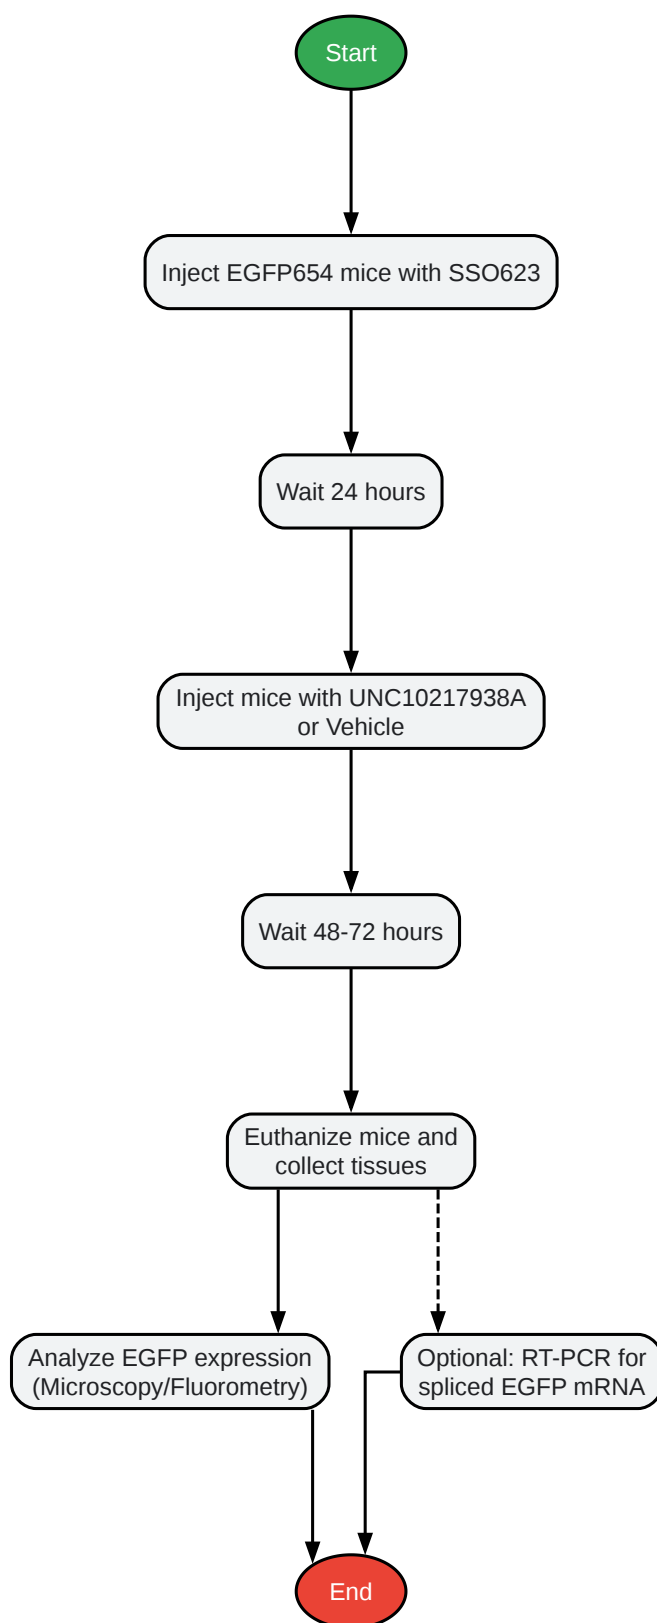 Start
Inject EGFP654 mice with SSO623
Wait 24 hours
Inject mice with UNC10217938A
or Vehicle
Wait 48-72 hours
Euthanize mice and
collect tissues
Analyze EGFP expression
(Microscopy/Fluorometry)
Optional: RT-PCR for
spliced EGFP mRNA
End